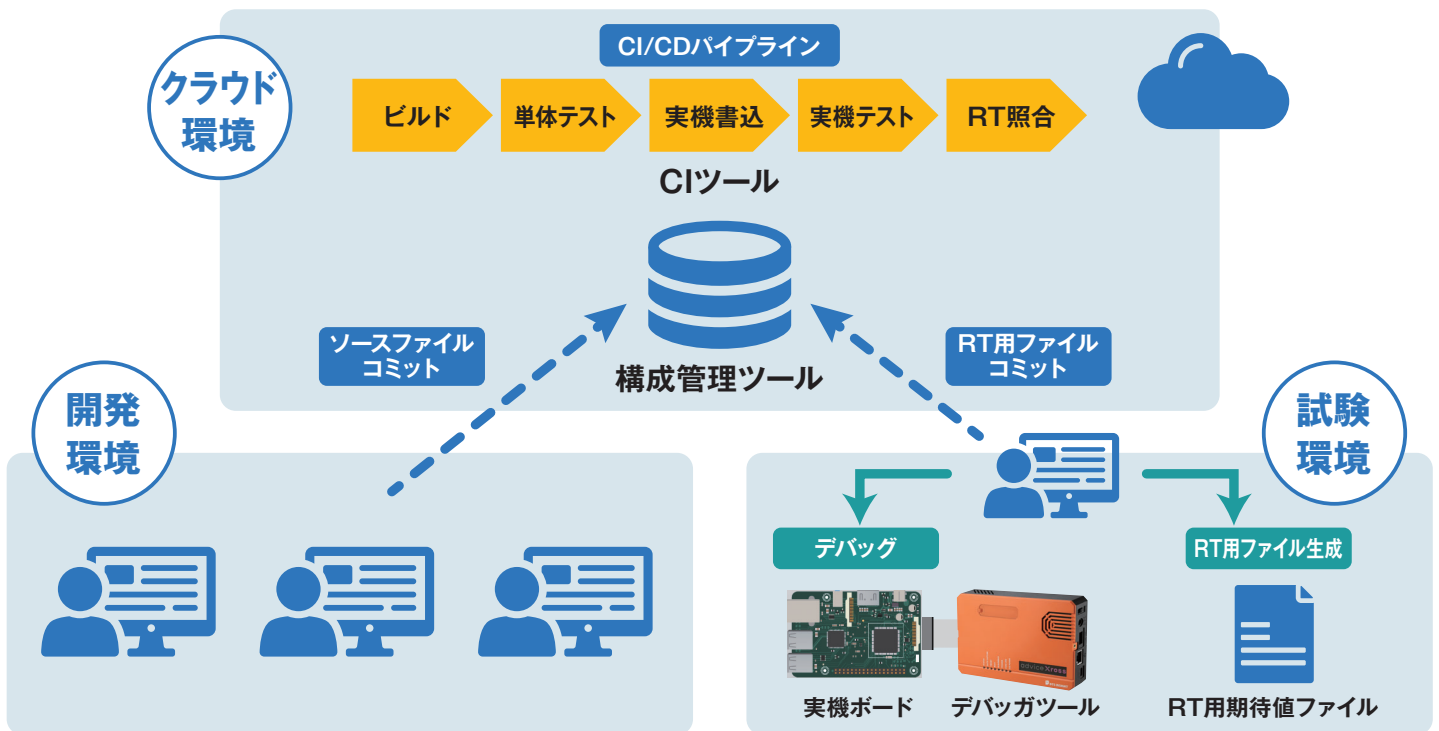 CI/CDパイプライン
クラウド
環境
ビルド
単体テスト
実機書込
実機テスト
RT照合
CIツール
ソースファイル
コミット
RT用ファイル
コミット
構成管理ツール
開発
環境
試験
環境
デバッグ
RT用ファイル生成
adviceXross
実機ボード
デバッガツール
RT用期待値ファイル